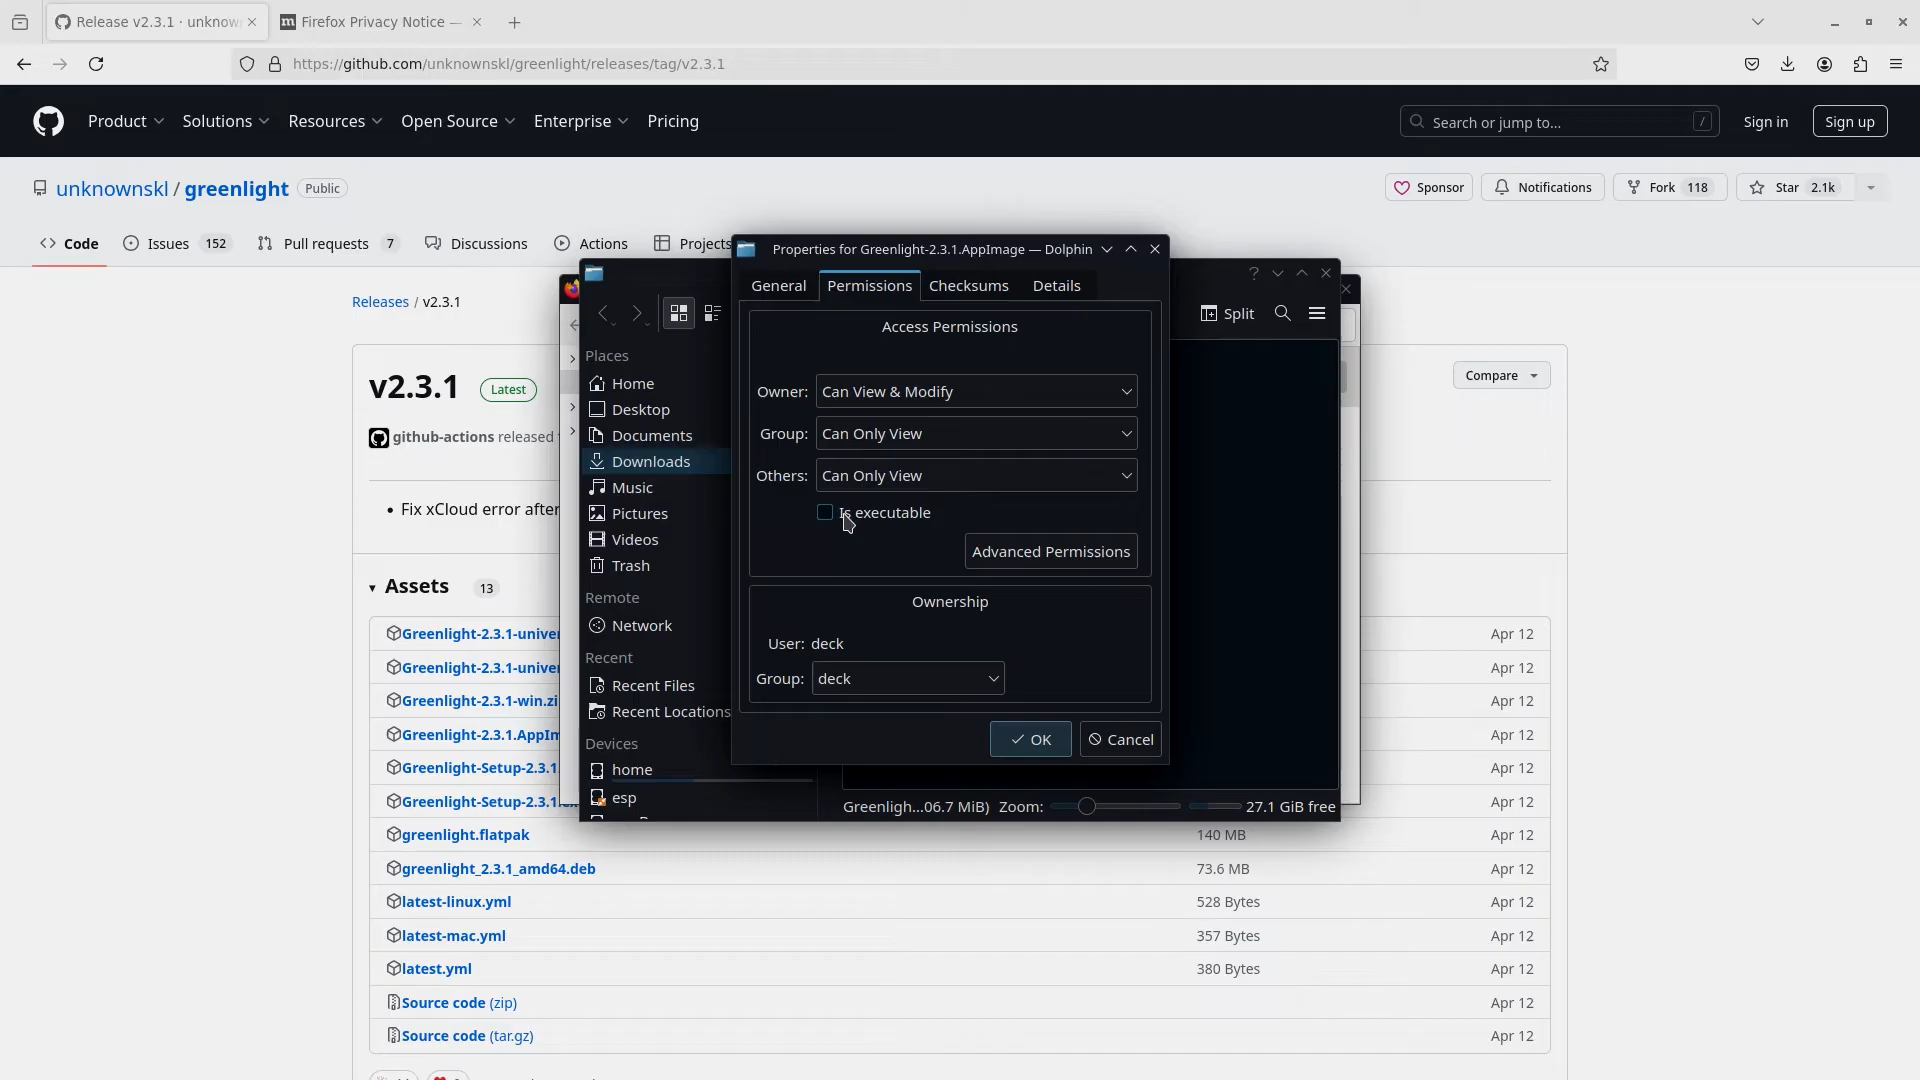 Release v2.3.1 · unknown
Firefox Privacy Notice —
https://github.com/unknownskl/greenlight/releases/tag/v2.3.1
Product
Solutions
Resources
Open Source
Enterprise
Pricing
Search or jump to...
/
Sign in
Sign up
unknownskl / greenlight
Public
Sponsor
Notifications
Fork 118
Star 2.1k
Code
Issues 152
Pull requests 7
Discussions
Actions
Projects
Releases / v2.3.1
v2.3.1
Latest
Compare
github-actions released
Fix xCloud error after
Assets 13
Greenlight-2.3.1-univer
Apr 12
Greenlight-2.3.1-univer
Apr 12
Greenlight-2.3.1-win.zi
Apr 12
Greenlight-2.3.1.AppIm
Apr 12
Greenlight-Setup-2.3.1
Apr 12
Greenlight-Setup-2.3.1.ex
Apr 12
greenlight.flatpak
140 MB
Apr 12
greenlight_2.3.1_amd64.deb
73.6 MB
Apr 12
latest-linux.yml
528 Bytes
Apr 12
latest-mac.yml
357 Bytes
Apr 12
latest.yml
380 Bytes
Apr 12
Source code (zip)
Apr 12
Source code (tar.gz)
Apr 12
Split
Places
Home
Desktop
Documents
Downloads
Music
Pictures
Videos
Trash
Remote
Network
Recent
Recent Files
Recent Locations
Devices
home
esp
Greenligh...06.7 MiB)
Zoom:
27.1 GiB free
Properties for Greenlight-2.3.1.AppImage — Dolphin
General
Permissions
Checksums
Details
Access Permissions
Owner: Can View & Modify
Group: Can Only View
Others: Can Only View
Is executable
Advanced Permissions
Ownership
User: deck
Group: deck
OK
Cancel